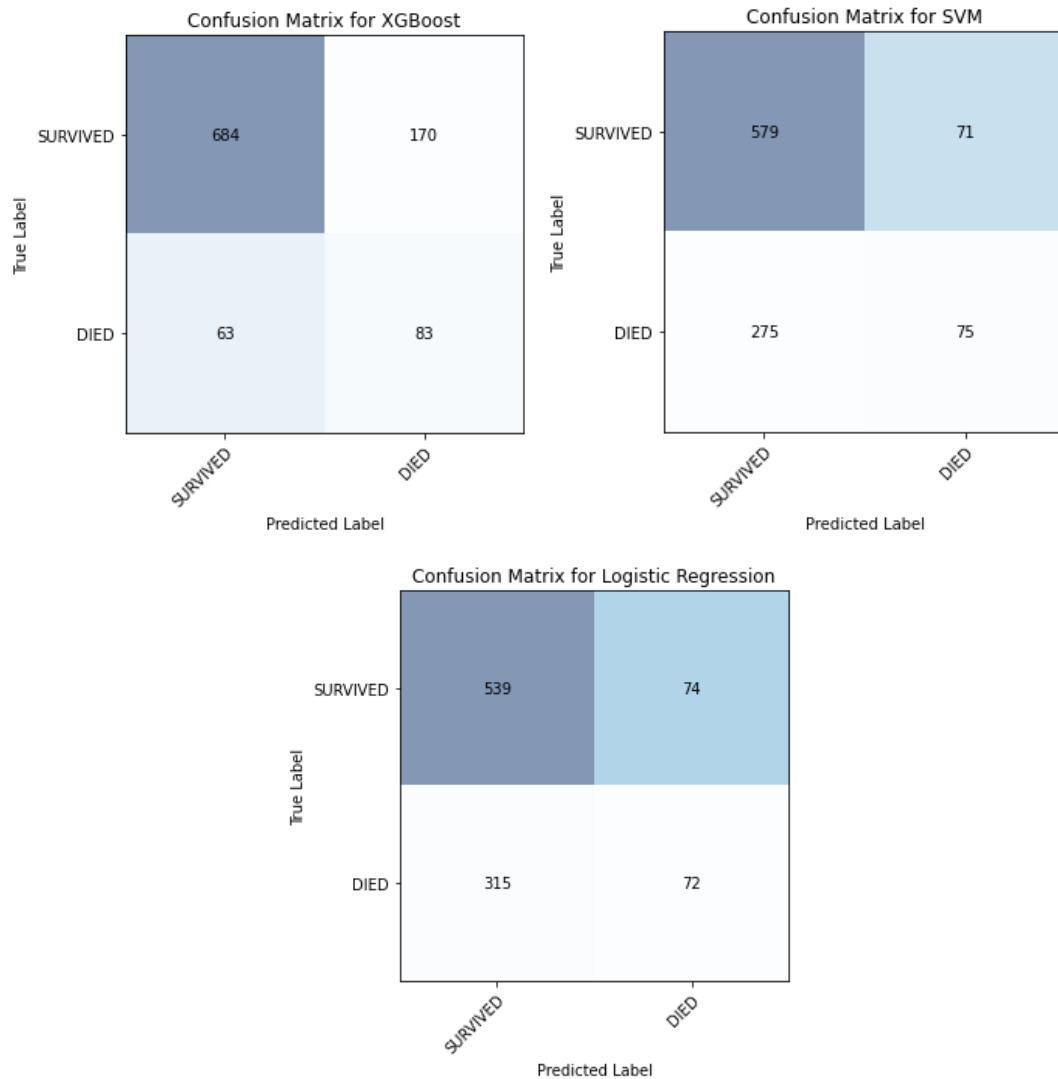 Confusion Matrix for XGBoost
True Label
SURVIVED
684 170
DIED
63 83
SURVIVED DIED
Predicted Label
Confusion Matrix for SVM
True Label
SURVIVED
579 71
DIED
275 75
SURVIVED DIED
Predicted Label
Confusion Matrix for Logistic Regression
True Label
SURVIVED
539 74
DIED
315 72
SURVIVED DIED
Predicted Label